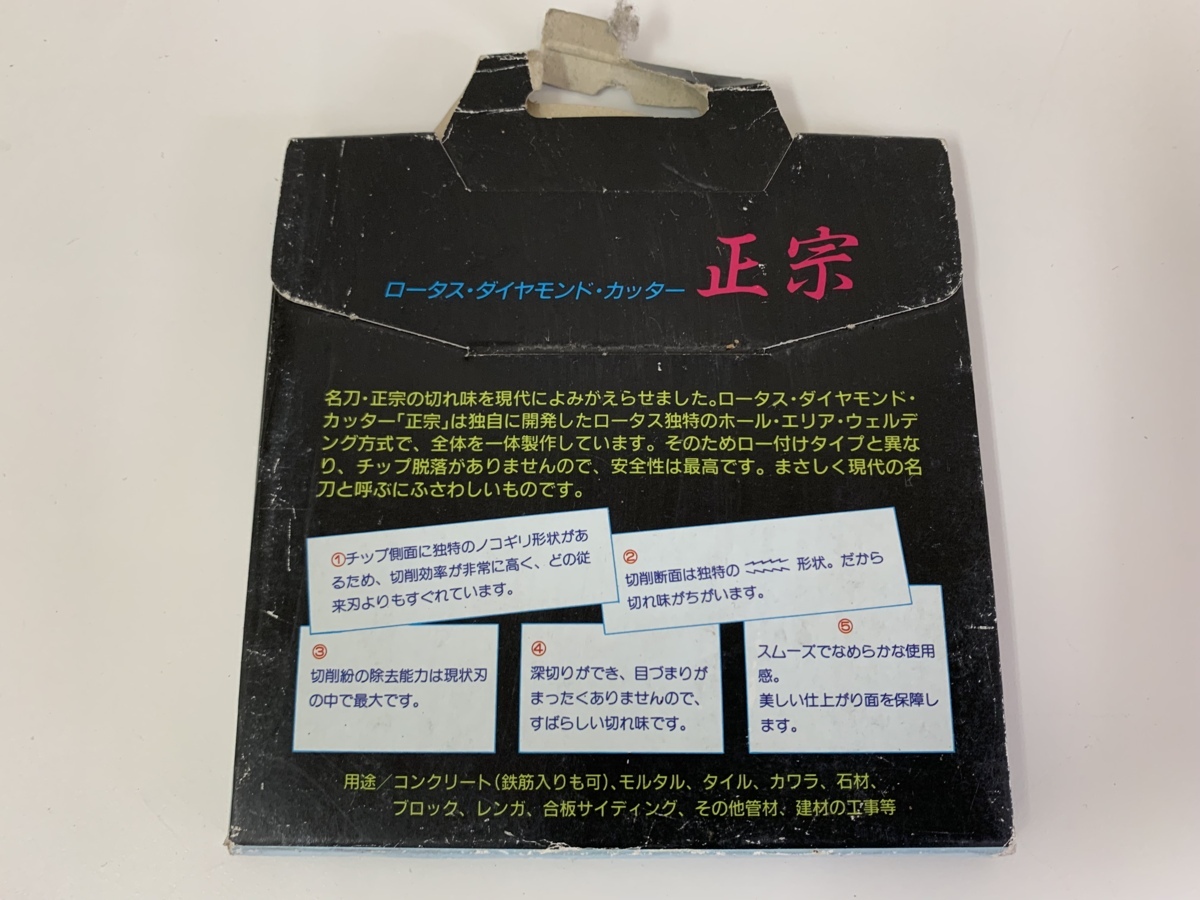 ロータス・ダイヤモンド・カッター 正宗
名刀・正宗の切れ味を現代によみがえらせました。ロータス・ダイヤモンド・
カッター「正宗」は独自に開発したロータス独特のホール・エリア・ウェルデ
ング方式で、全体を一体製作しています。そのためロー付けタイプと異な
り、チップ脱落がありませんので、安全性は最高です。まさしく現代の名
刀と呼ぶにふさわしいものです。
①チップ側面に独特のノコギリ形状があ
るため、切削効率が非常に高く、どの従
来刃よりもすぐれています。
②
切削断面は独特の 形状。だから
切れ味がちがいます。
③
切削紛の除去能力は現状刃
の中で最大です。
④
深切りができ、目づまりが
まったくありませんので、
すばらしい切れ味です。
⑤
スムーズでなめらかな使用
感。
美しい仕上がり面を保障し
ます。
用途/コンクリート(鉄筋入りも可)、モルタル、タイル、カワラ、石材、
ブロック、レンガ、合板サイディング、その他管材、建材の工事等